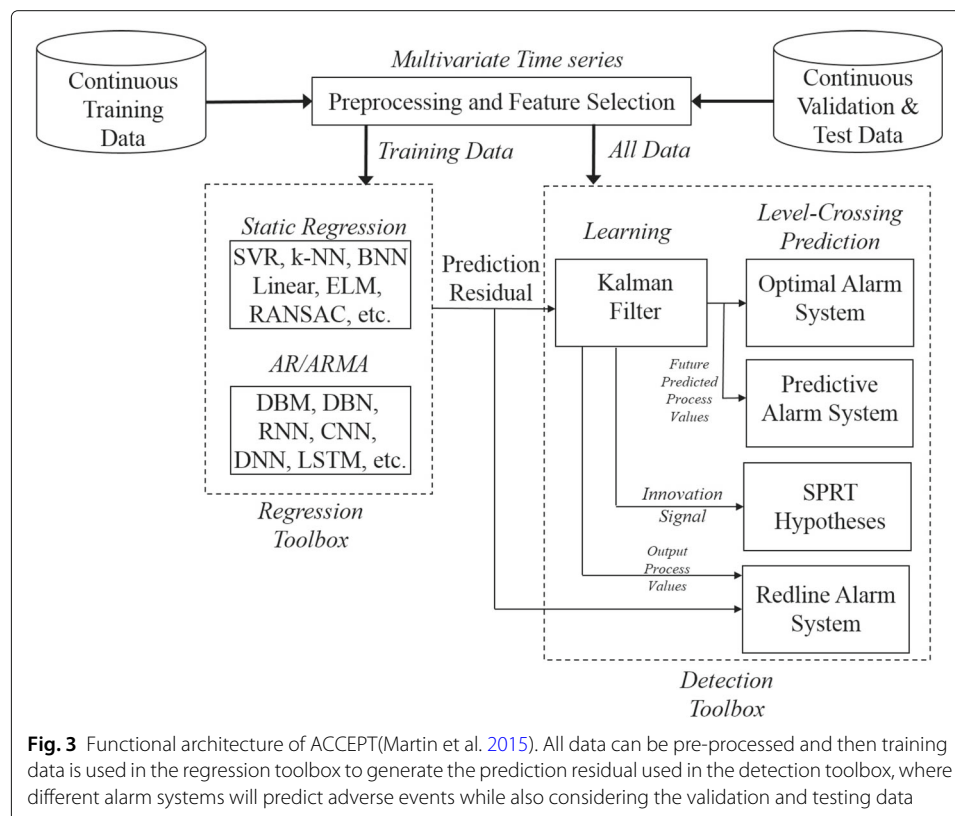 Continuous
Training
Data
Multivariate Time series
Preprocessing and Feature Selection
Continuous
Validation &
Test Data
Training Data
All Data
Static Regression
SVR, k-NN, BNN
Linear, ELM,
RANSAC, etc.
AR/ARMA
DBM, DBN,
RNN, CNN,
DNN, LSTM, etc.
Regression
Toolbox
Prediction
Residual
Learning
Kalman
Filter
Level-Crossing
Prediction
Optimal Alarm
System
Future
Predicted
Process
Values
Predictive
Alarm System
Innovation
Signal
SPRT
Hypotheses
Output
Process
Values
Redline Alarm
System
Detection
Toolbox
Fig. 3 Functional architecture of ACCEPT(Martin et al. 2015). All data can be pre-processed and then training
data is used in the regression toolbox to generate the prediction residual used in the detection toolbox, where
different alarm systems will predict adverse events while also considering the validation and testing data